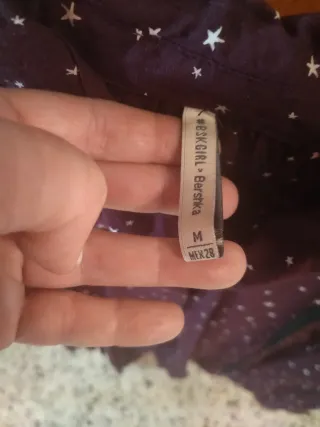 #BSKGIRL × Bershka
M
MEX 28